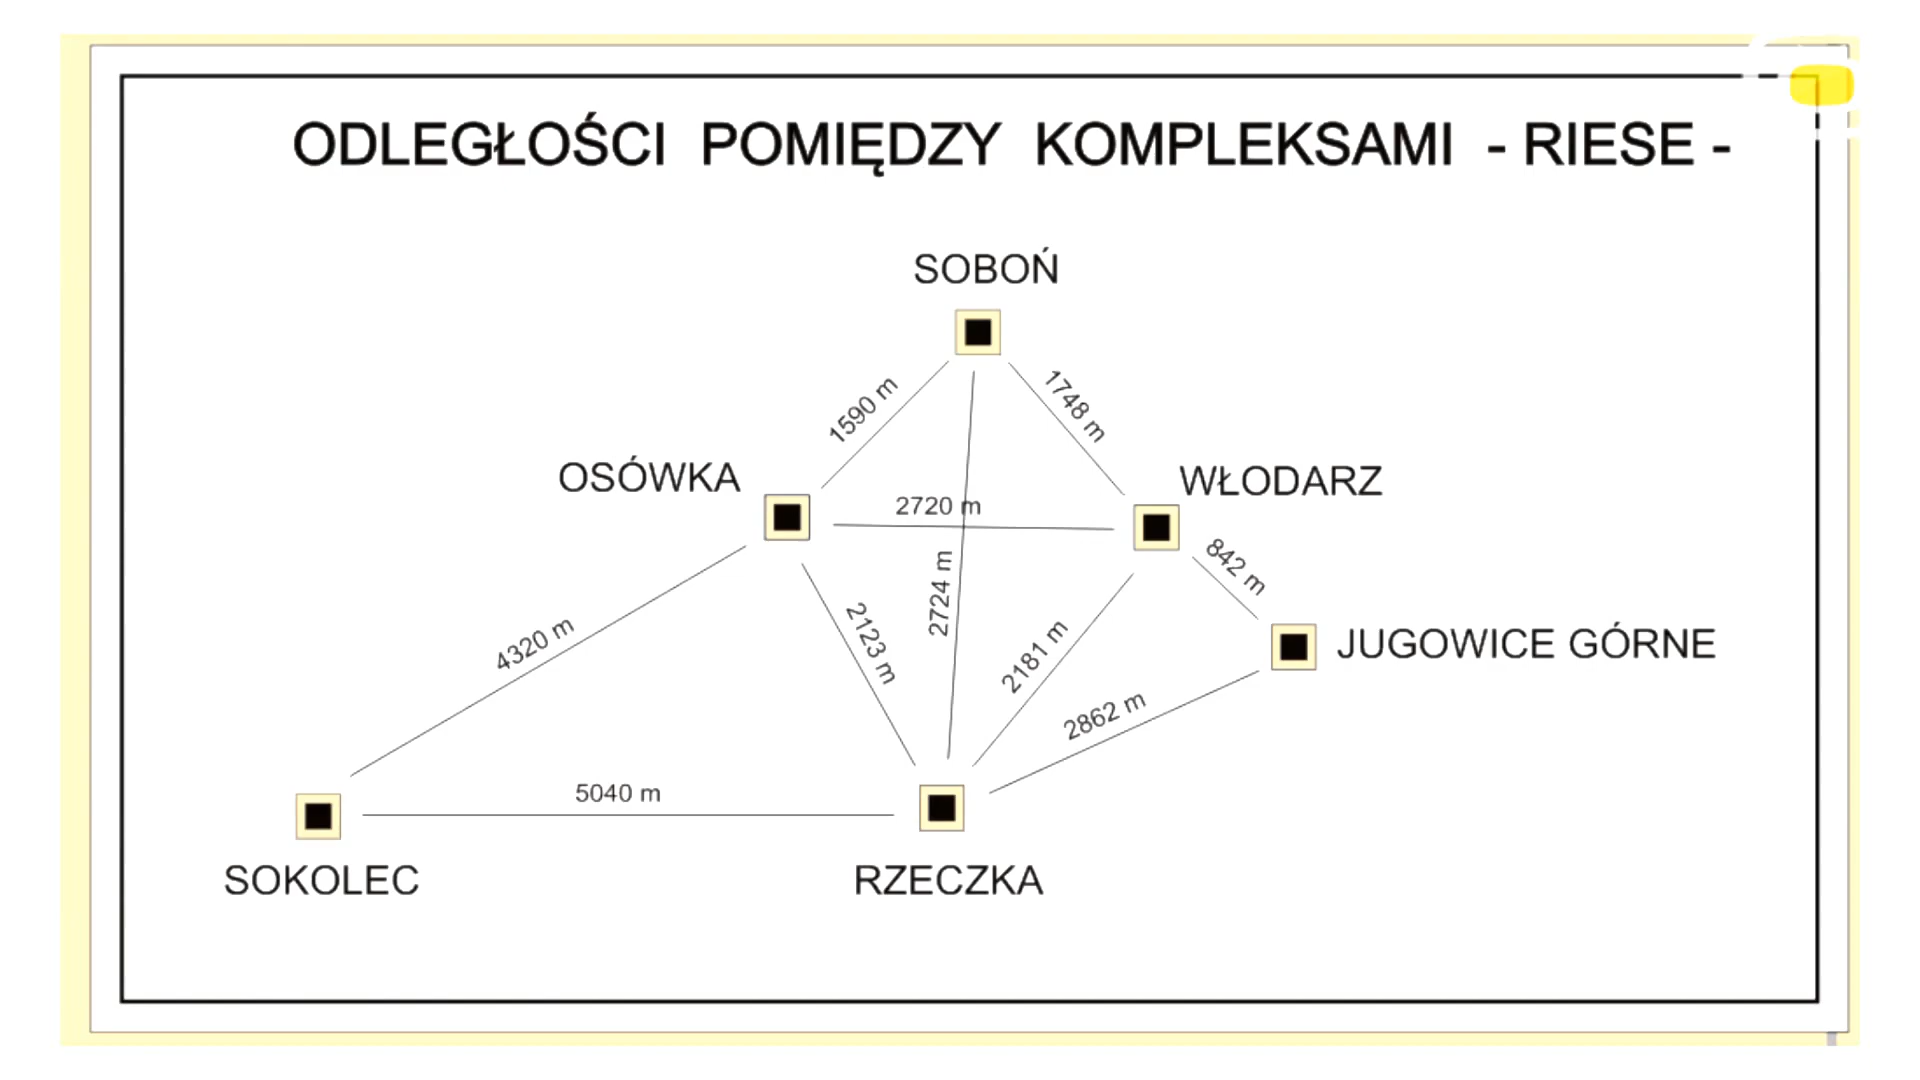 ODLEGŁOŚCI POMIĘDZY KOMPLEKSAMI - RIESE -
SOBOŃ
1590 m
1748 m
OSÓWKA
WŁODARZ
2720 m
842 m
2724 m
4320 m
2123 m
2181 m
JUGOWICE GÓRNE
2862 m
5040 m
SOKOLEC
RZECZKA